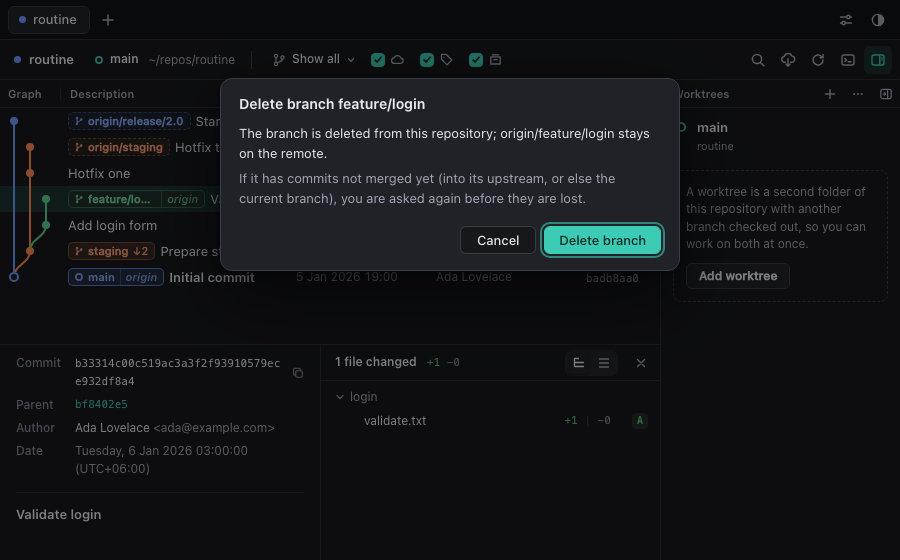 routine
routine
main
~/repos/routine
Show all
Graph
Description
Worktrees
origin/release/2.0
origin/staging
Hotfix one
feature/lo...
origin
Add login form
staging ↓2
main
origin
Initial commit
5 Jan 2026 19:00
Ada Lovelace
badb8aa0
Delete branch feature/login
The branch is deleted from this repository; origin/feature/login stays
on the remote.
If it has commits not merged yet (into its upstream, or else the
current branch), you are asked again before they are lost.
Cancel
Delete branch
main
routine
A worktree is a second folder of
this repository with another
branch checked out, so you can
work on both at once.
Add worktree
Commit
b33314c00c519ac3a3f2f93910579ec
e932df8a4
Parent
bf8402e5
Author
Ada Lovelace <ada@example.com>
Date
Tuesday, 6 Jan 2026 03:00:00
(UTC+06:00)
Validate login
1 file changed
+1 −0
login
validate.txt
+1
−0
A